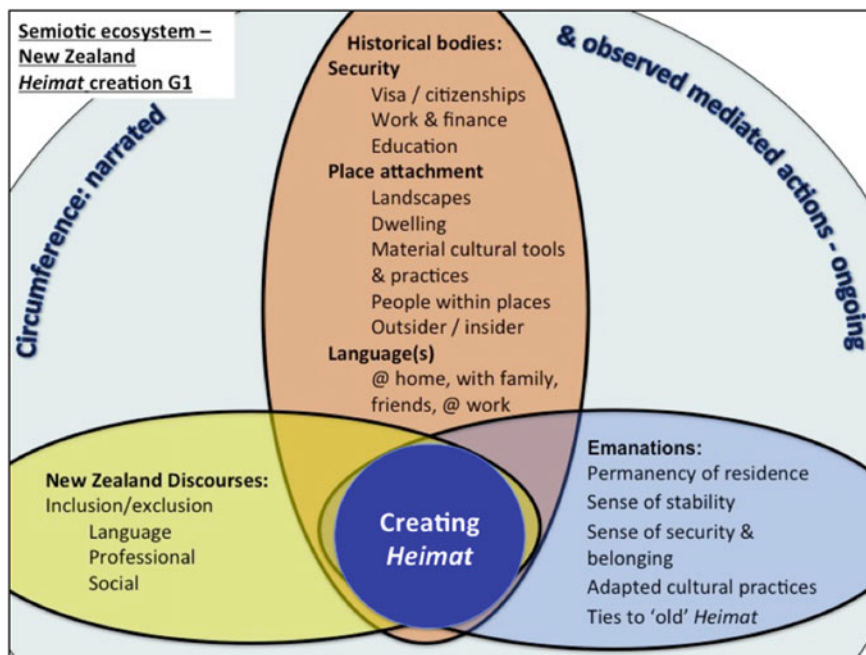 Semiotic ecosystem –
New Zealand
Heimat creation G1
Circumference: narrated
& observed mediated actions - ongoing
Historical bodies:
Security
Visa / citizenships
Work & finance
Education
Place attachment
Landscapes
Dwelling
Material cultural tools
& practices
People within places
Outsider / insider
Language(s)
@ home, with family,
friends, @ work
New Zealand Discourses:
Inclusion/exclusion
Language
Professional
Social
Creating
Heimat
Emanations:
Permanency of residence
Sense of stability
Sense of security &
belonging
Adapted cultural practices
Ties to ‘old’ Heimat